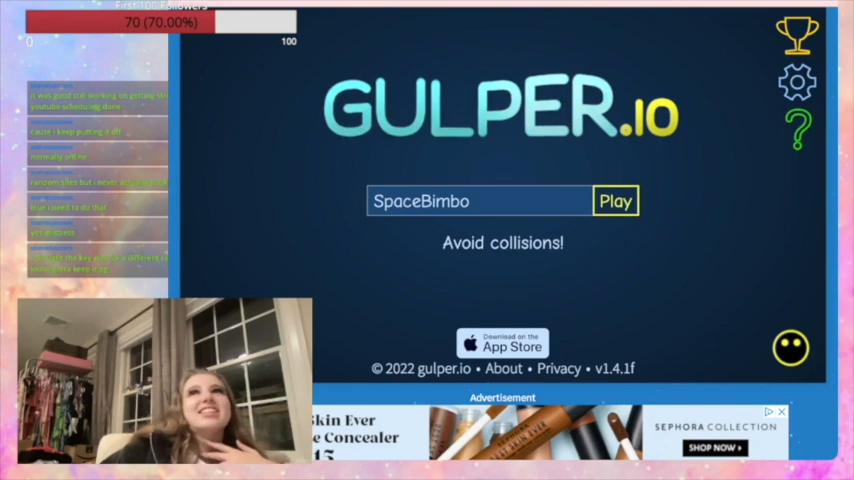 First 100 Followers
70 (70.00%)
0
100
it was good still working on getting
youtube scheduling done
cause i keep putting it off
normally
random sites but i never
true i need to do that
yes mistress
GULPER.io
SpaceBimbo
Play
Avoid collisions!
Download on the
App Store
© 2022 gulper.io • About • Privacy • v1.4.1f
Advertisement
Skin Ever
Concealer
SEPHORA COLLECTION
SHOP NOW